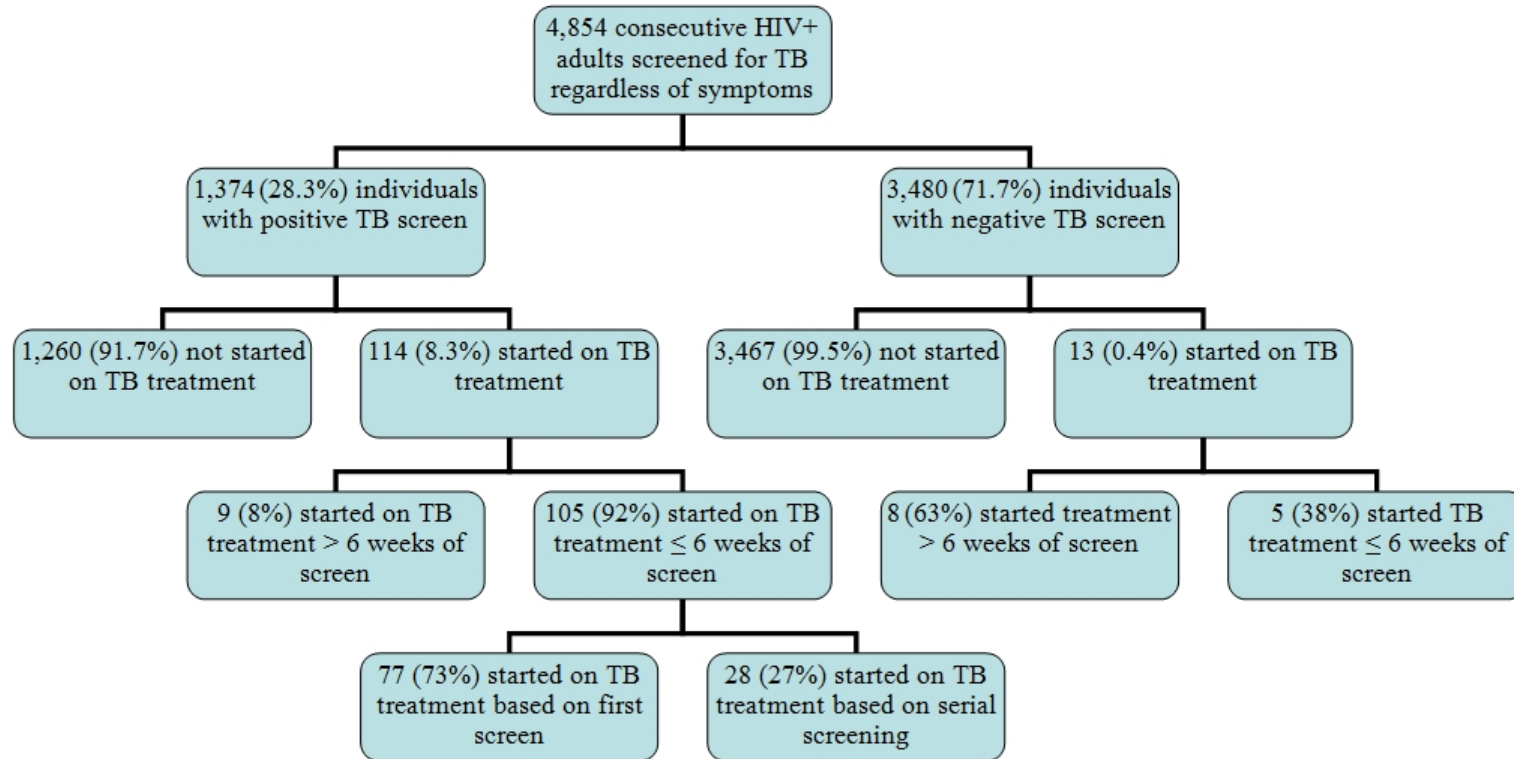 4,854 consecutive HIV+
adults screened for TB
regardless of symptoms
1,374 (28.3%) individuals
with positive TB screen
3,480 (71.7%) individuals
with negative TB screen
1,260 (91.7%) not started
on TB treatment
114 (8.3%) started on TB
treatment
3,467 (99.5%) not started
on TB treatment
13 (0.4%) started on TB
treatment
9 (8%) started on TB
treatment > 6 weeks of
screen
105 (92%) started on TB
treatment ≤ 6 weeks of
screen
8 (63%) started treatment
> 6 weeks of screen
5 (38%) started TB
treatment ≤ 6 weeks of
screen
77 (73%) started on TB
treatment based on first
screen
28 (27%) started on TB
treatment based on serial
screening